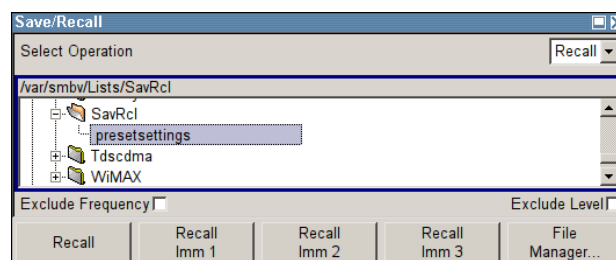 Save/Recall
Select Operation Recall
/var/smbv/Lists/SavRcl
SavRcl
presetsettings
Tdscdma
WiMAX
Exclude Frequency Exclude Level
Recall Recall Imm 1 Recall Imm 2 Recall Imm 3 File Manager...